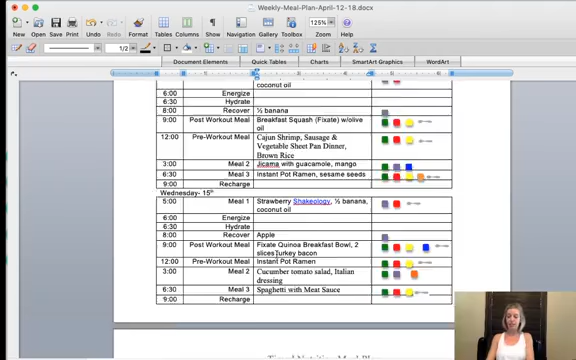 Weekly-Meal-Plan-April-12-18.docx
125%
New Open Save Print Undo Redo Format Tables Columns Show Navigation Gallery Toolbox Zoom Help
1/2
Document Elements Quick Tables Charts SmartArt Graphics WordArt
coconut oil
6:00 Energize
6:30 Hydrate
8:00 Recover ½ banana
9:00 Post Workout Meal Breakfast Squash (Fixate) w/olive
oil
12:00 Pre-Workout Meal Cajun Shrimp, Sausage &
Vegetable Sheet Pan Dinner,
Brown Rice
3:00 Meal 2 Jicama with guacamole, mango
6:30 Meal 3 Instant Pot Ramen, sesame seeds
9:00 Recharge
Wednesday- 15th
5:00 Meal 1 Strawberry Shakeology, ½ banana,
coconut oil
6:00 Energize
6:30 Hydrate
8:00 Recover Apple
9:00 Post Workout Meal Fixate Quinoa Breakfast Bowl, 2
slices Turkey bacon
12:00 Pre-Workout Meal Instant Pot Ramen
3:00 Meal 2 Cucumber tomato salad, Italian
dressing
6:30 Meal 3 Spaghetti with Meat Sauce
9:00 Recharge